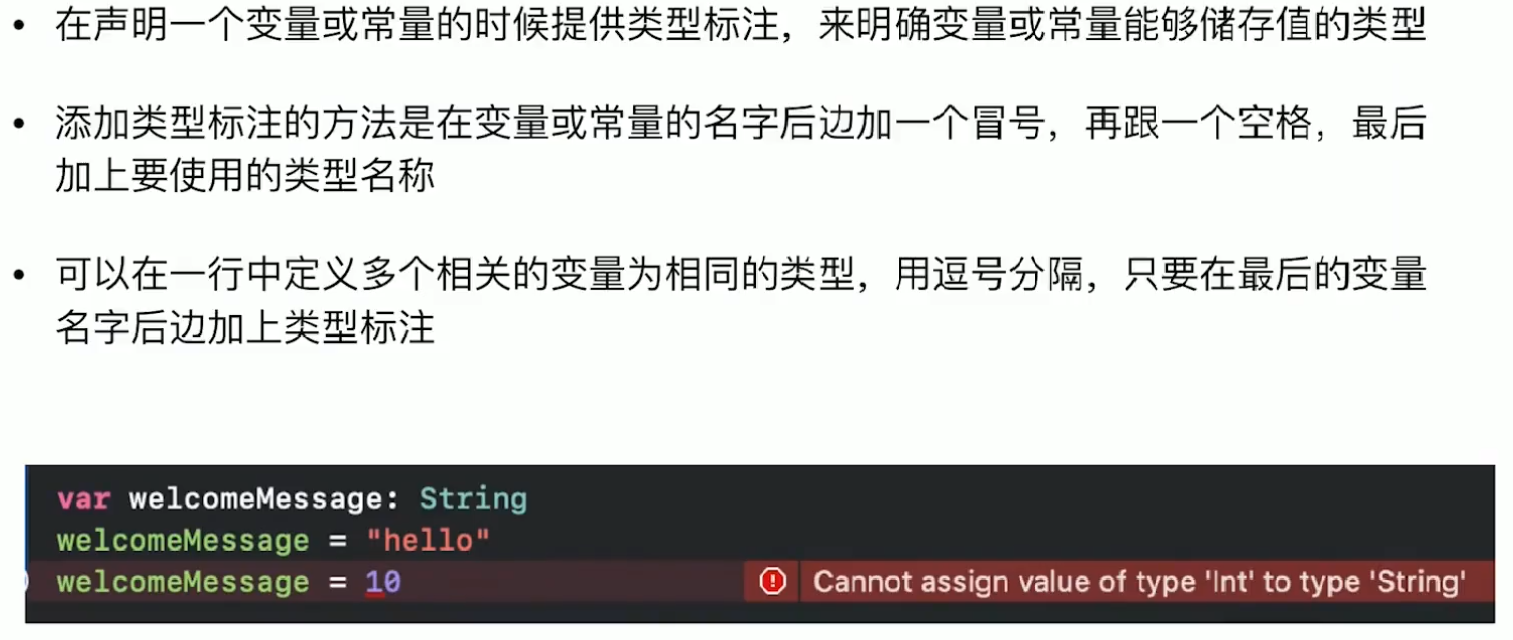 • 在声明一个变量或常量的时候提供类型标注，来明确变量或常量能够储存值的类型
• 添加类型标注的方法是在变量或常量的名字后边加一个冒号，再跟一个空格，最后
加上要使用的类型名称
• 可以在一行中定义多个相关的变量为相同的类型，用逗号分隔，只要在最后的变量
名字后边加上类型标注
var welcomeMessage: String
welcomeMessage = "hello"
welcomeMessage = 10 Cannot assign value of type 'Int' to type 'String'